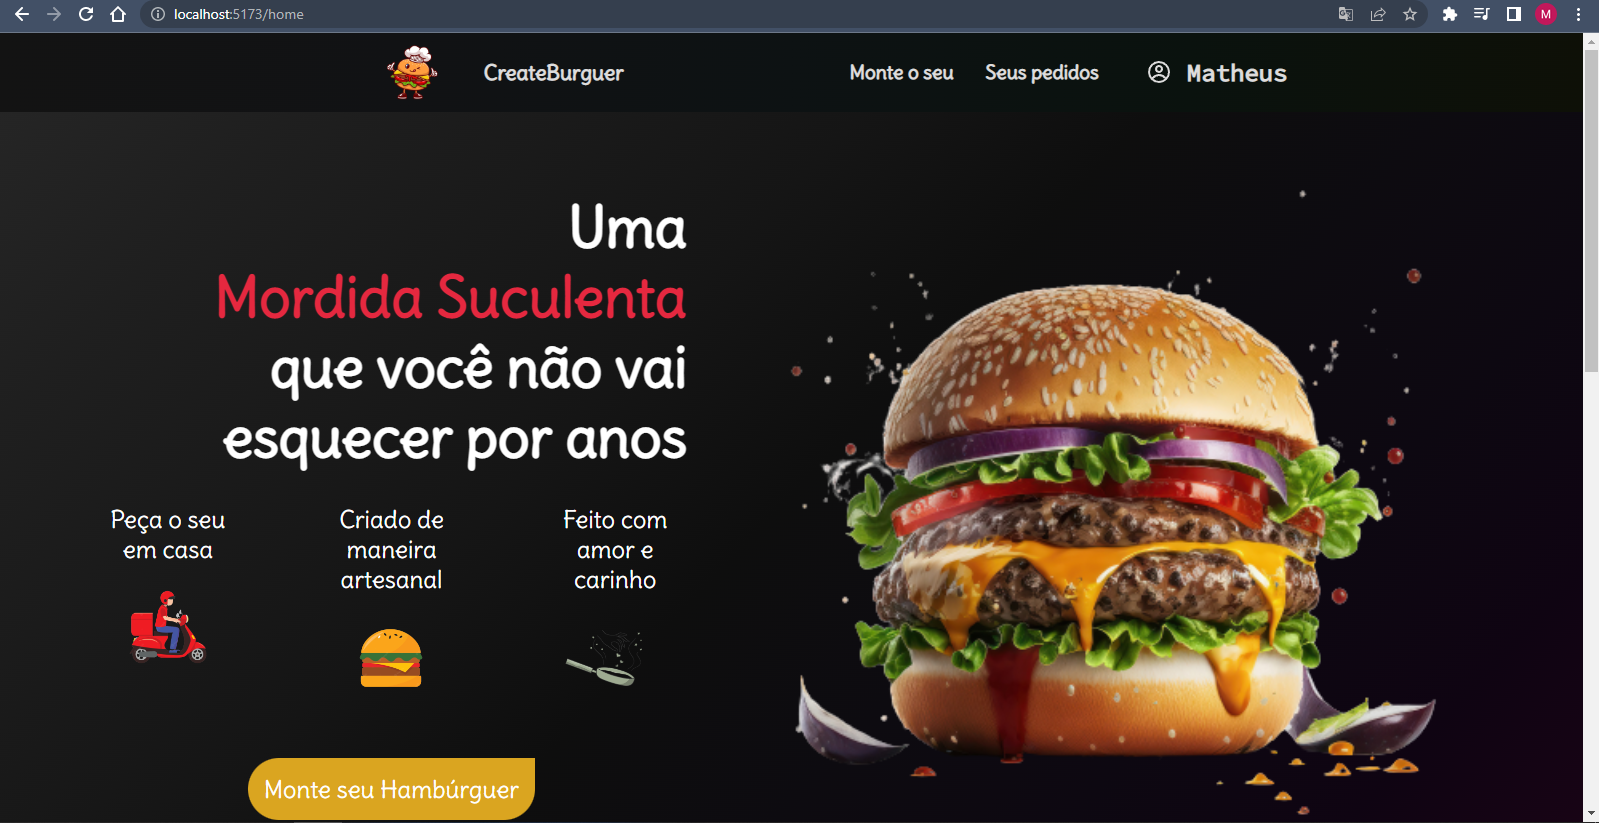 localhost:5173/home
M
CreateBurguer
Monte o seu
Seus pedidos
Matheus
Uma
Mordida Suculenta
que você não vai
esquecer por anos
Peça o seu
em casa
Criado de
maneira
artesanal
Feito com
amor e
carinho
Monte seu Hambúrguer